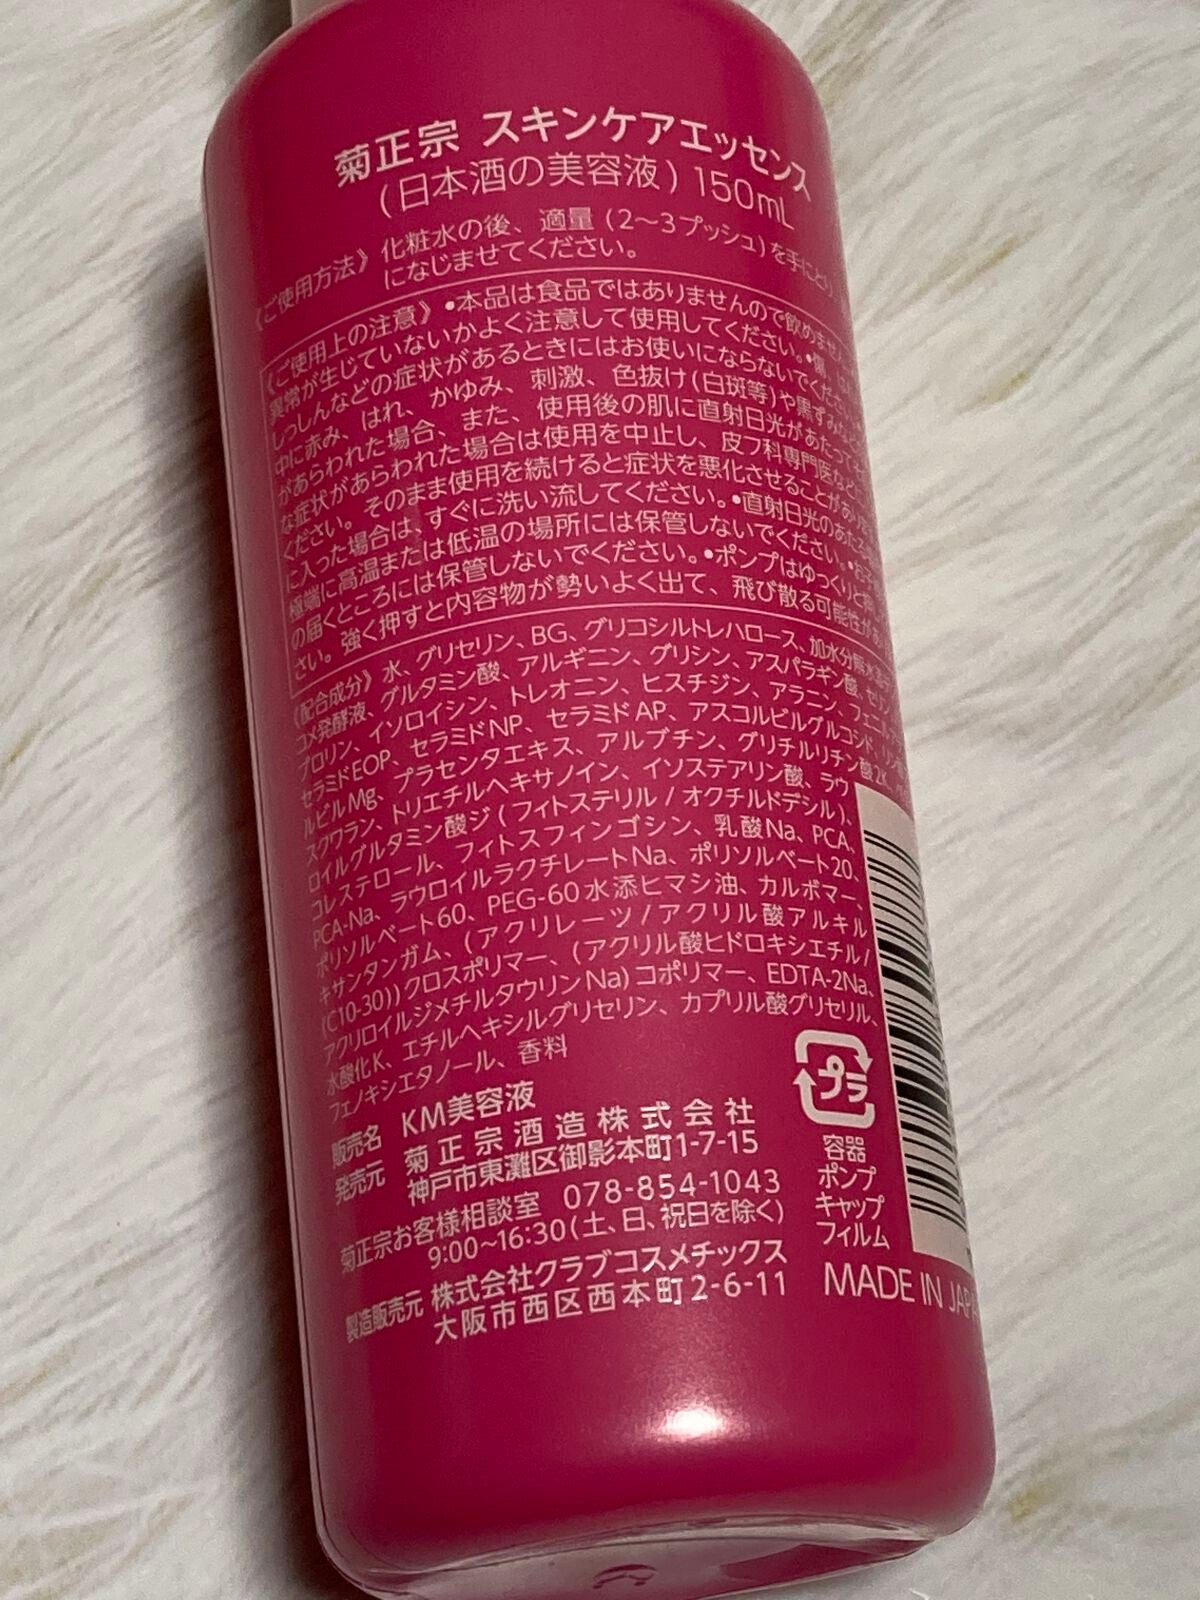 菊正宗 スキンケアエッセンス
(日本酒の美容液) 150mL
《ご使用方法》 化粧水の後、適量(2〜3プッシュ)を手にとり
になじませてください。
《ご使用上の注意》 •本品は食品ではありませんので飲めません
異常が生じていないかよく注意して使用してください。•傷、はれ
しっしんなどの症状があるときにはお使いにならないでください
中に赤み、はれ、かゆみ、刺激、色抜け(白斑等)や黒ずみなど
があらわれた場合、また、使用後の肌に直射日光があたってそ
な症状があらわれた場合は使用を中止し、皮フ科専門医などに
ください。そのまま使用を続けると症状を悪化させることがあり
に入った場合は、すぐに洗い流してください。•直射日光のあたる
極端に高温または低温の場所には保管しないでください。•お子
の届くところには保管しないでください。•ポンプはゆっくりと押し
さい。強く押すと内容物が勢いよく出て、飛び散る可能性があり
《配合成分》 水、グリセリン、BG、グリコシルトレハロース、加水分解水添デ
コメ発酵液、グルタミン酸、アルギニン、グリシン、アスパラギン酸、セリン
プロリン、イソロイシン、トレオニン、ヒスチジン、アラニン、フェニル
セラミドEOP、セラミドNP、セラミドAP、アスコルビルグルコシド、リン酸
ルビルMg、プラセンタエキス、アルブチン、グリチルリチン酸2K、
スクワラン、トリエチルヘキサノイン、イソステアリン酸、ラウ
ロイルグルタミン酸ジ(フィトステリル/オクチルドデシル)、
コレステロール、フィトスフィンゴシン、乳酸Na、PCA、
PCA-Na、ラウロイルラクチレートNa、ポリソルベート20、
ポリソルベート60、PEG-60水添ヒマシ油、カルボマー、
キサンタンガム、(アクリレーツ/アクリル酸アルキル
(C10-30))クロスポリマー、(アクリル酸ヒドロキシエチル/
アクリロイルジメチルタウリンNa)コポリマー、EDTA-2Na、
水酸化K、エチルヘキシルグリセリン、カプリル酸グリセリル、
フェノキシエタノール、香料
販売名 KM美容液
発売元 菊正宗酒造株式会社
神戸市東灘区御影本町1-7-15
菊正宗お客様相談室 078-854-1043
9:00〜16:30(土、日、祝日を除く)
製造販売元 株式会社クラブコスメチックス
大阪市西区西本町2-6-11
プラ
容器
ポンプ
キャップ
フィルム
MADE IN JAPA